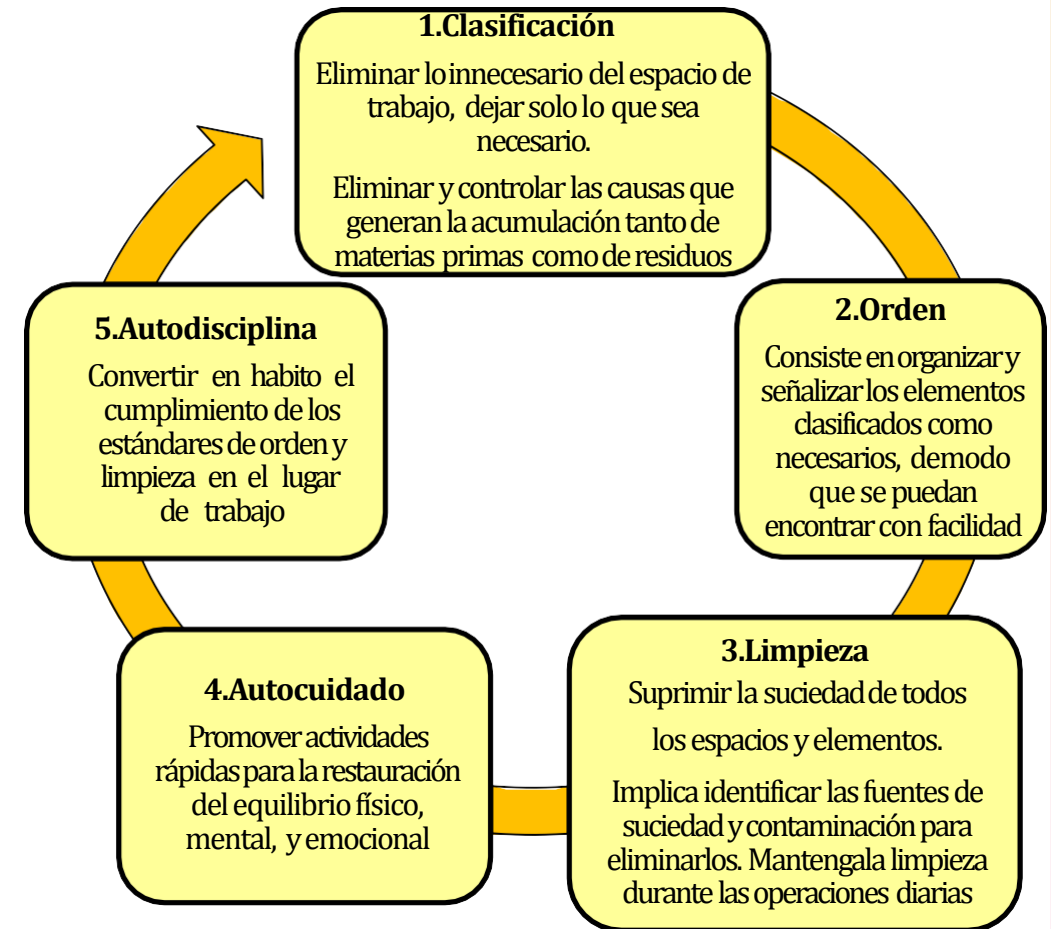 1.Clasificación
Eliminar lo innecesario del espacio de
trabajo, dejar solo lo que sea
necesario.
Eliminar y controlar las causas que
generan la acumulación tanto de
materias primas como de residuos
2.Orden
Consiste en organizar y
señalizar los elementos
clasificados como
necesarios, demodo
que se puedan
encontrar con facilidad
3.Limpieza
Suprimir la suciedad de todos
los espacios y elementos.
Implica identificar las fuentes de
suciedad y contaminación para
eliminarlos. Mantengala limpieza
durante las operaciones diarias
4.Autocuidado
Promover actividades
rápidas para la restauración
del equilibrio físico,
mental, y emocional
5.Autodisciplina
Convertir en habito el
cumplimiento de los
estándares de orden y
limpieza en el lugar
de trabajo